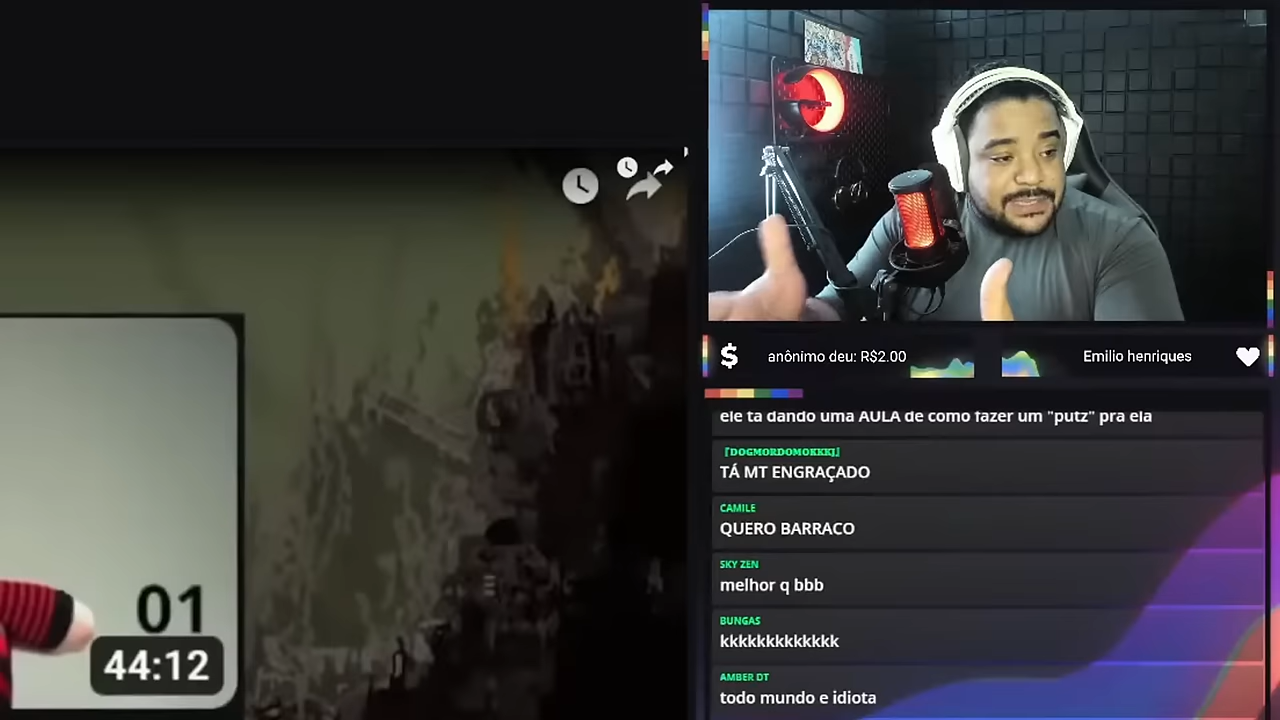 01
44:12
$ anônimo deu: R$2.00
Emilio henriques
ele ta dando uma AULA de como fazer um "putz" pra ela
『DOGMORDOMOKKKJ』
TÁ MT ENGRAÇADO
CAMILE
QUERO BARRACO
SKY ZEN
melhor q bbb
BUNGAS
kkkkkkkkkkkkk
AMBER DT
todo mundo e idiota